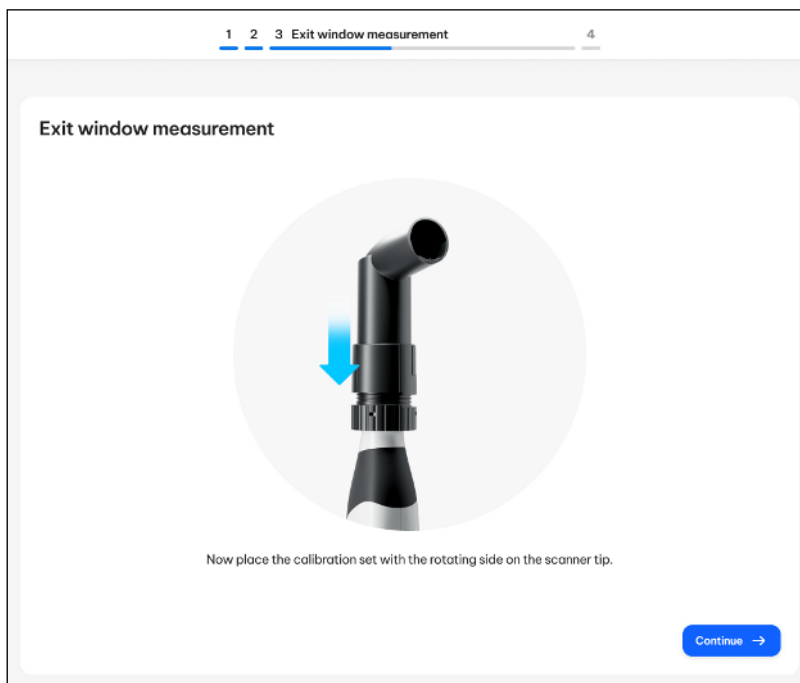 1 2 3 Exit window measurement 4
Exit window measurement
Now place the calibration set with the rotating side on the scanner tip.
Continue